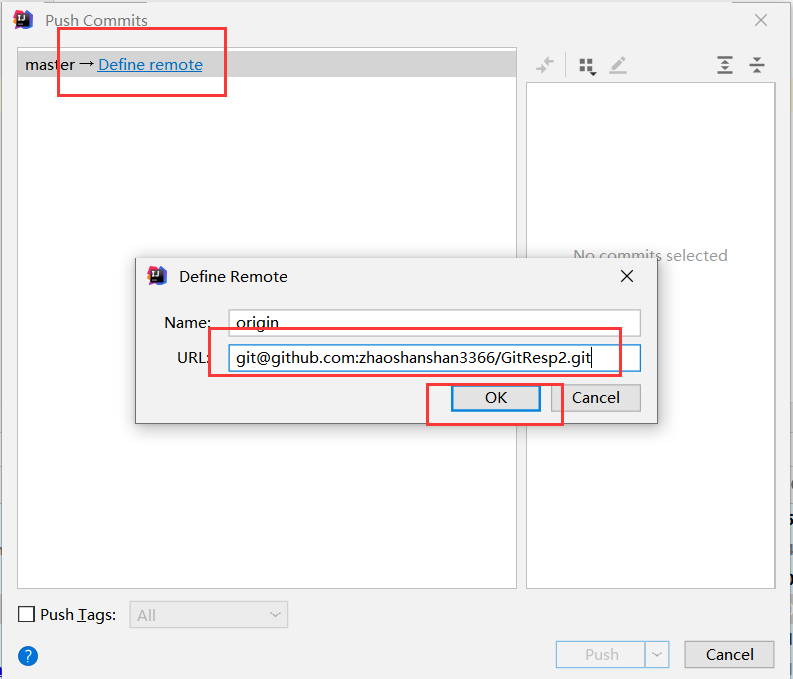 Push Commits
master → Define remote
No commits selected
Define Remote
Name: origin
URL: git@github.com:zhaoshanshan3366/GitResp2.git
OK Cancel
Push Tags: All
?
Push Cancel